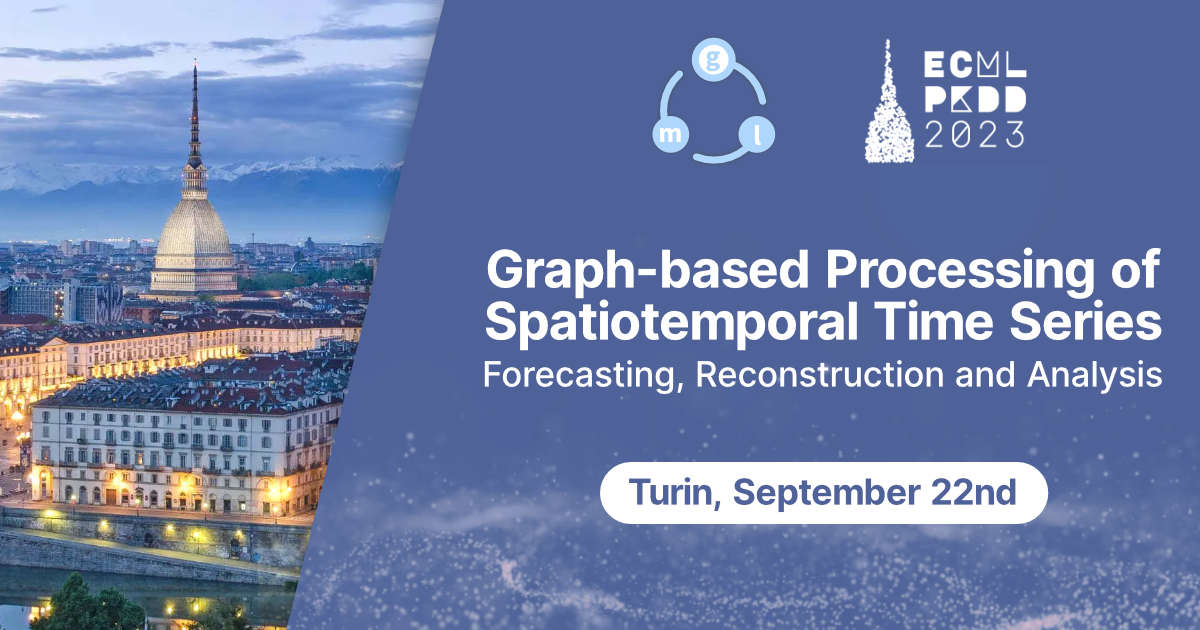 g
m l
ECML
PKDD
2023
Graph-based Processing of
Spatiotemporal Time Series
Forecasting, Reconstruction and Analysis
Turin, September 22nd